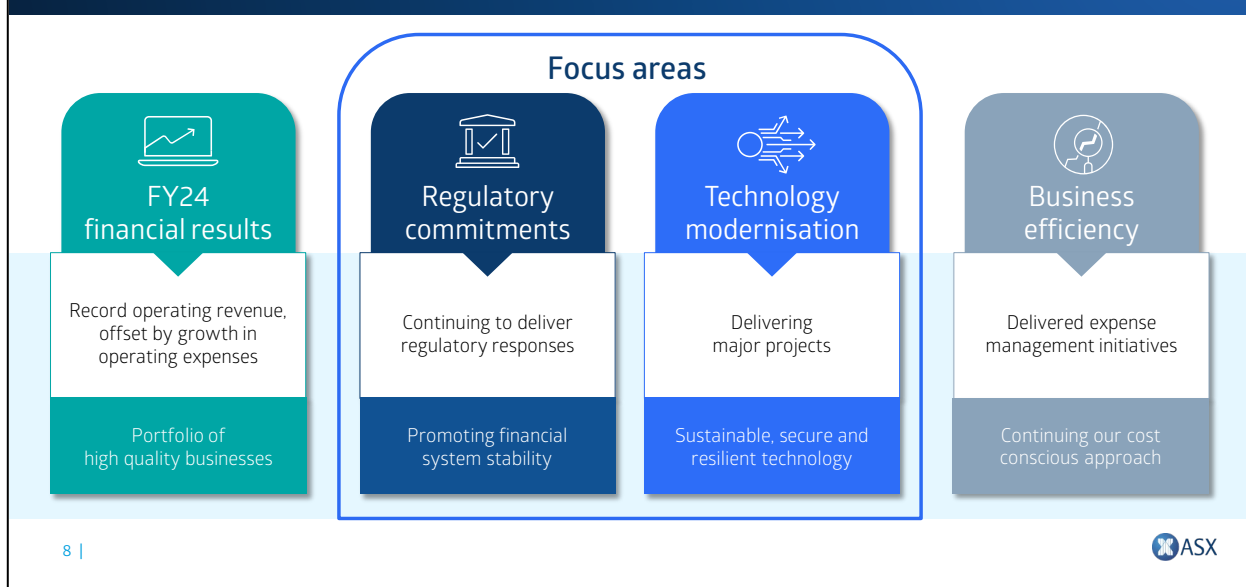 Focus areas
FY24
financial results
Record operating revenue,
offset by growth in
operating expenses
Portfolio of
high quality businesses
Regulatory
commitments
Continuing to deliver
regulatory responses
Promoting financial
system stability
Technology
modernisation
Delivering
major projects
Sustainable, secure and
resilient technology
Business
efficiency
Delivered expense
management initiatives
Continuing our cost
conscious approach
8 |
ASX